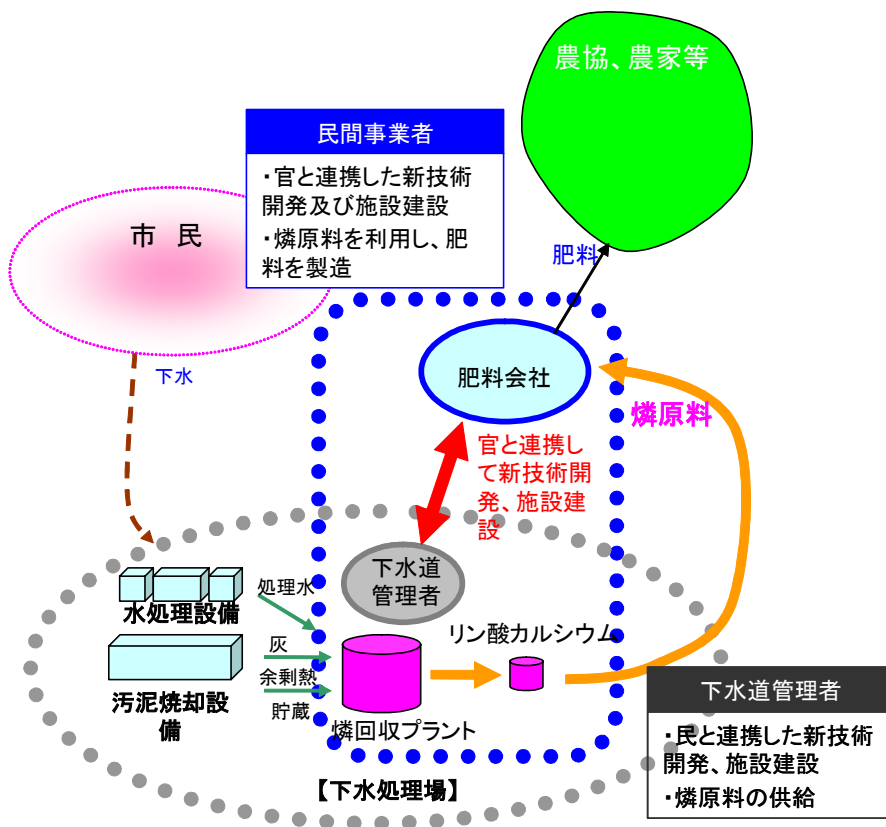 農協、農家等
民間事業者
・官と連携した新技術
開発及び施設建設
・燐原料を利用し、肥
料を製造
市 民
肥料
下水
肥料会社
燐原料
官と連携し
て新技術開
発、施設建
設
下水道
管理者
処理水
水処理設備
灰
余剰熱
貯蔵
汚泥焼却設
備
リン酸カルシウム
燐回収プラント
【下水処理場】
下水道管理者
・民と連携した新技術
開発、施設建設
・燐原料の供給